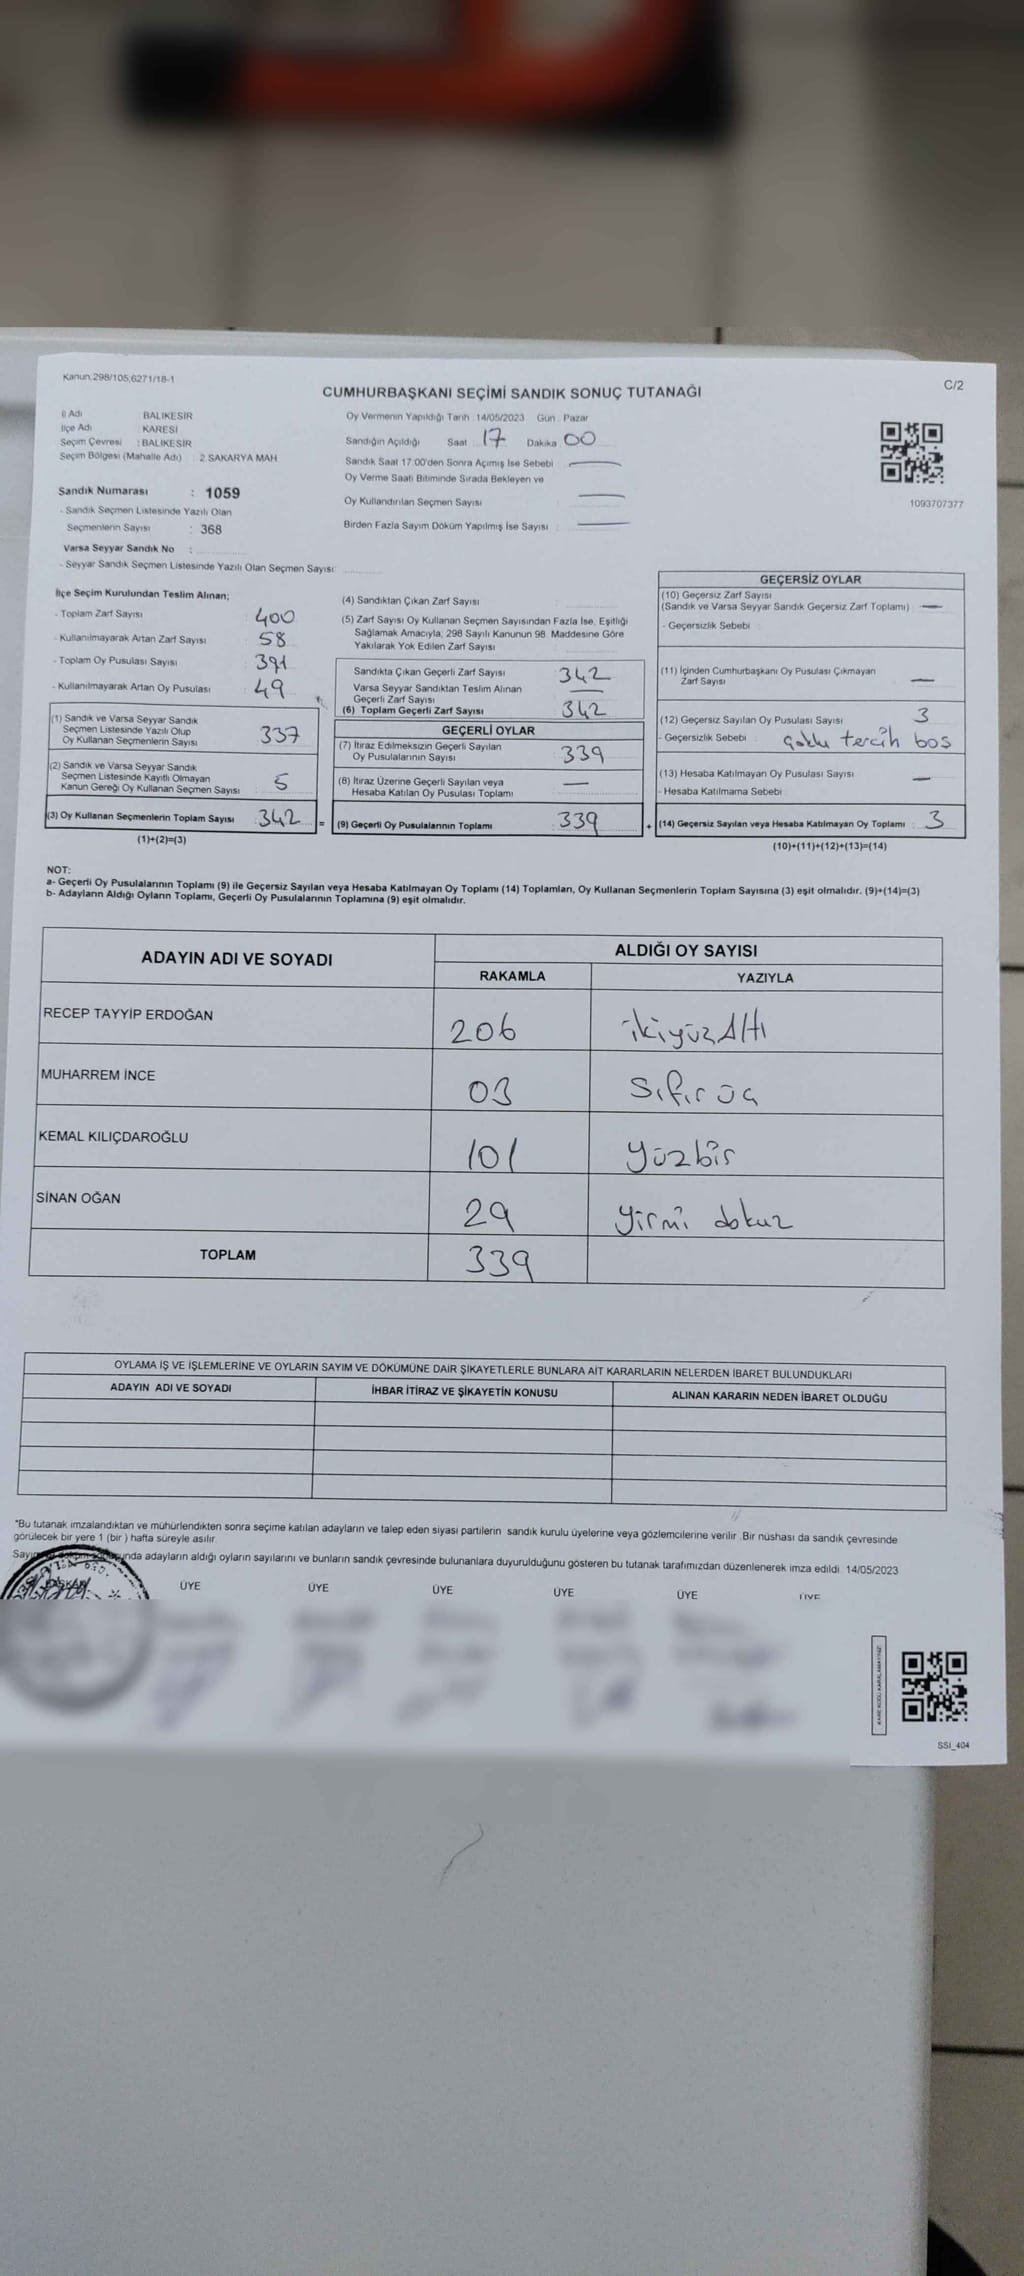 Kanun.298/105,6271/18-1
C/2
CUMHURBAŞKANI SEÇİMİ SANDIK SONUÇ TUTANAĞI
İl Adı : BALIKESİR
İlçe Adı : KARESİ
Seçim Çevresi : BALIKESİR
Seçim Bölgesi (Mahalle Adı) : 2 SAKARYA MAH
Oy Vermenin Yapıldığı Tarih : 14/05/2023 Gün : Pazar
Sandığın Açıldığı Saat : 17 Dakika 00
Sandık Saat 17:00'den Sonra Açımış İse Sebebi —
Oy Verme Saati Bitiminde Sırada Bekleyen ve
Oy Kullandırılan Seçmen Sayısı —
Birden Fazla Sayım Döküm Yapılmış İse Sayısı —
1093707377
Sandık Numarası : 1059
- Sandık Seçmen Listesinde Yazılı Olan
Seçmenlerin Sayısı : 368
Varsa Seyyar Sandık No :
- Seyyar Sandık Seçmen Listesinde Yazılı Olan Seçmen Sayısı:
İlçe Seçim Kurulundan Teslim Alınan;
- Toplam Zarf Sayısı : 400
- Kullanılmayarak Artan Zarf Sayısı : 58
- Toplam Oy Pusulası Sayısı : 391
- Kullanılmayarak Artan Oy Pusulası : 49
(1) Sandık ve Varsa Seyyar Sandık
Seçmen Listesinde Yazılı Olup
Oy Kullanan Seçmenlerin Sayısı : 337
(2) Sandık ve Varsa Seyyar Sandık
Seçmen Listesinde Kayıtlı Olmayan
Kanun Gereği Oy Kullanan Seçmen Sayısı : 5
(3) Oy Kullanan Seçmenlerin Toplam Sayısı : 342 =
(1)+(2)=(3)
(4) Sandıktan Çıkan Zarf Sayısı :
(5) Zarf Sayısı Oy Kullanan Seçmen Sayısından Fazla İse, Eşitliği
Sağlamak Amacıyla; 298 Sayılı Kanunun 98. Maddesine Göre
Yakılarak Yok Edilen Zarf Sayısı :
Sandıkta Çıkan Geçerli Zarf Sayısı : 342
Varsa Seyyar Sandıktan Teslim Alınan
Geçerli Zarf Sayısı : —
(6) Toplam Geçerli Zarf Sayısı : 342
GEÇERLİ OYLAR
(7) İtiraz Edilmeksizin Geçerli Sayılan
Oy Pusulalarının Sayısı : 339
(8) İtiraz Üzerine Geçerli Sayılan veya
Hesaba Katılan Oy Pusulası Toplamı : —
(9) Geçerli Oy Pusulalarının Toplamı : 339 +
GEÇERSİZ OYLAR
(10) Geçersiz Zarf Sayısı
(Sandık ve Varsa Seyyar Sandık Geçersiz Zarf Toplamı) : —
- Geçersizlik Sebebi :
(11) İçinden Cumhurbaşkanı Oy Pusulası Çıkmayan
Zarf Sayısı : —
(12) Geçersiz Sayılan Oy Pusulası Sayısı : 3
- Geçersizlik Sebebi : çoklu tercih boş
(13) Hesaba Katılmayan Oy Pusulası Sayısı : —
- Hesaba Katılmama Sebebi :
(14) Geçersiz Sayılan veya Hesaba Katılmayan Oy Toplamı : 3
(10)+(11)+(12)+(13)=(14)
NOT:
a- Geçerli Oy Pusulalarının Toplamı (9) ile Geçersiz Sayılan veya Hesaba Katılmayan Oy Toplamı (14) Toplamları, Oy Kullanan Seçmenlerin Toplam Sayısına (3) eşit olmalıdır. (9)+(14)=(3)
b- Adayların Aldığı Oyların Toplamı, Geçerli Oy Pusulalarının Toplamına (9) eşit olmalıdır.
ADAYIN ADI VE SOYADI
ALDIĞI OY SAYISI
RAKAMLA YAZIYLA
RECEP TAYYİP ERDOĞAN 206 ikiyüzAltı
MUHARREM İNCE 03 Sıfır üç
KEMAL KILIÇDAROĞLU 101 yüzbir
SİNAN OĞAN 29 yirmi dokuz
TOPLAM 339
OYLAMA İŞ VE İŞLEMLERİNE VE OYLARIN SAYIM VE DÖKÜMÜNE DAİR ŞİKAYETLERLE BUNLARA AİT KARARLARIN NELERDEN İBARET BULUNDUKLARI
ADAYIN ADI VE SOYADI İHBAR İTİRAZ VE ŞİKAYETİN KONUSU ALINAN KARARIN NEDEN İBARET OLDUĞU
*Bu tutanak imzalandıktan ve mühürlendikten sonra seçime katılan adayların ve talep eden siyasi partilerin sandık kurulu üyelerine veya gözlemcilerine verilir .Bir nüshası da sandık çevresinde
görülecek bir yere 1 (bir ) hafta süreyle asılır.
adayların aldığı oyların sayılarını ve bunların sandık çevresinde bulunanlara duyurulduğunu gösteren bu tutanak tarafımızdan düzenlenerek imza edildi. 14/05/2023
ÜYE ÜYE ÜYE ÜYE ÜYE ÜYE
SSI_404